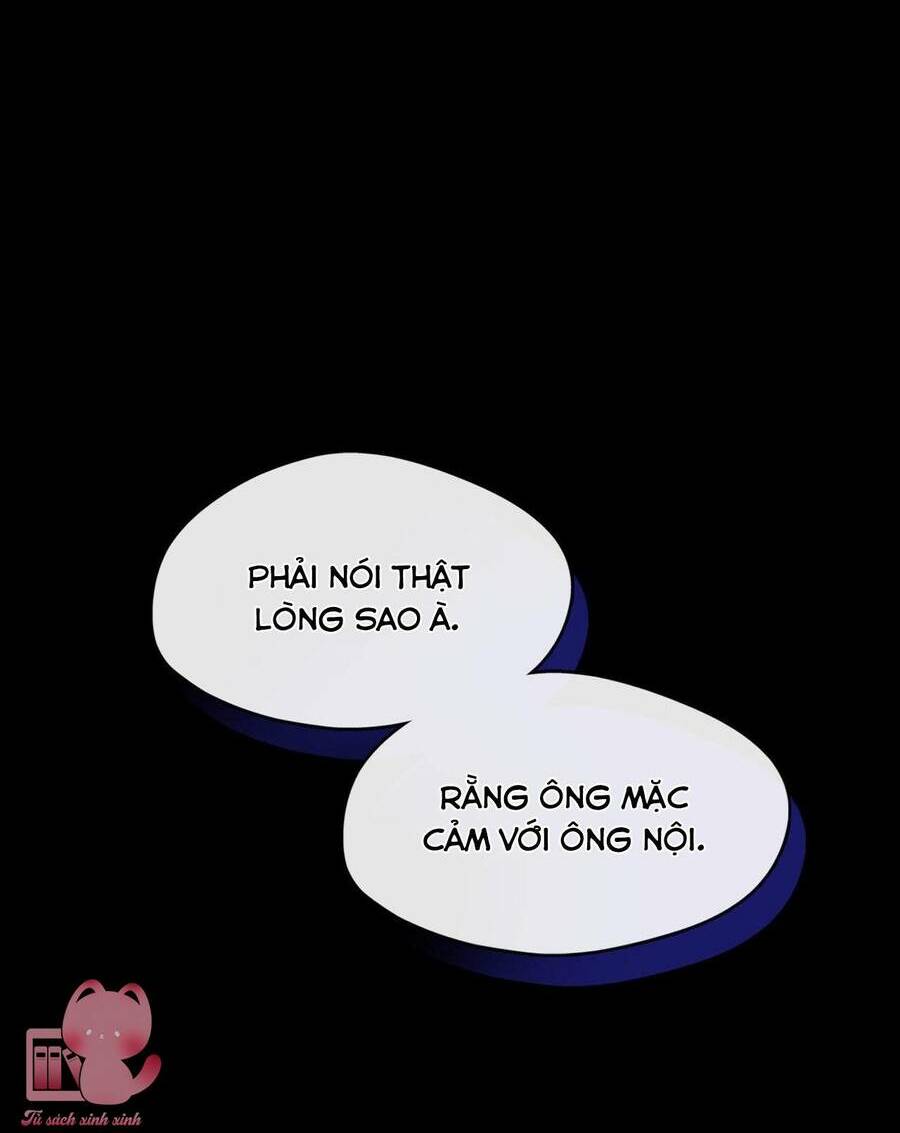 PHẢI NÓI THẬT
LÒNG SAO À.
RẰNG ÔNG MẶC
CẢM VỚI ÔNG NỘI.
Tủ sách xinh xinh